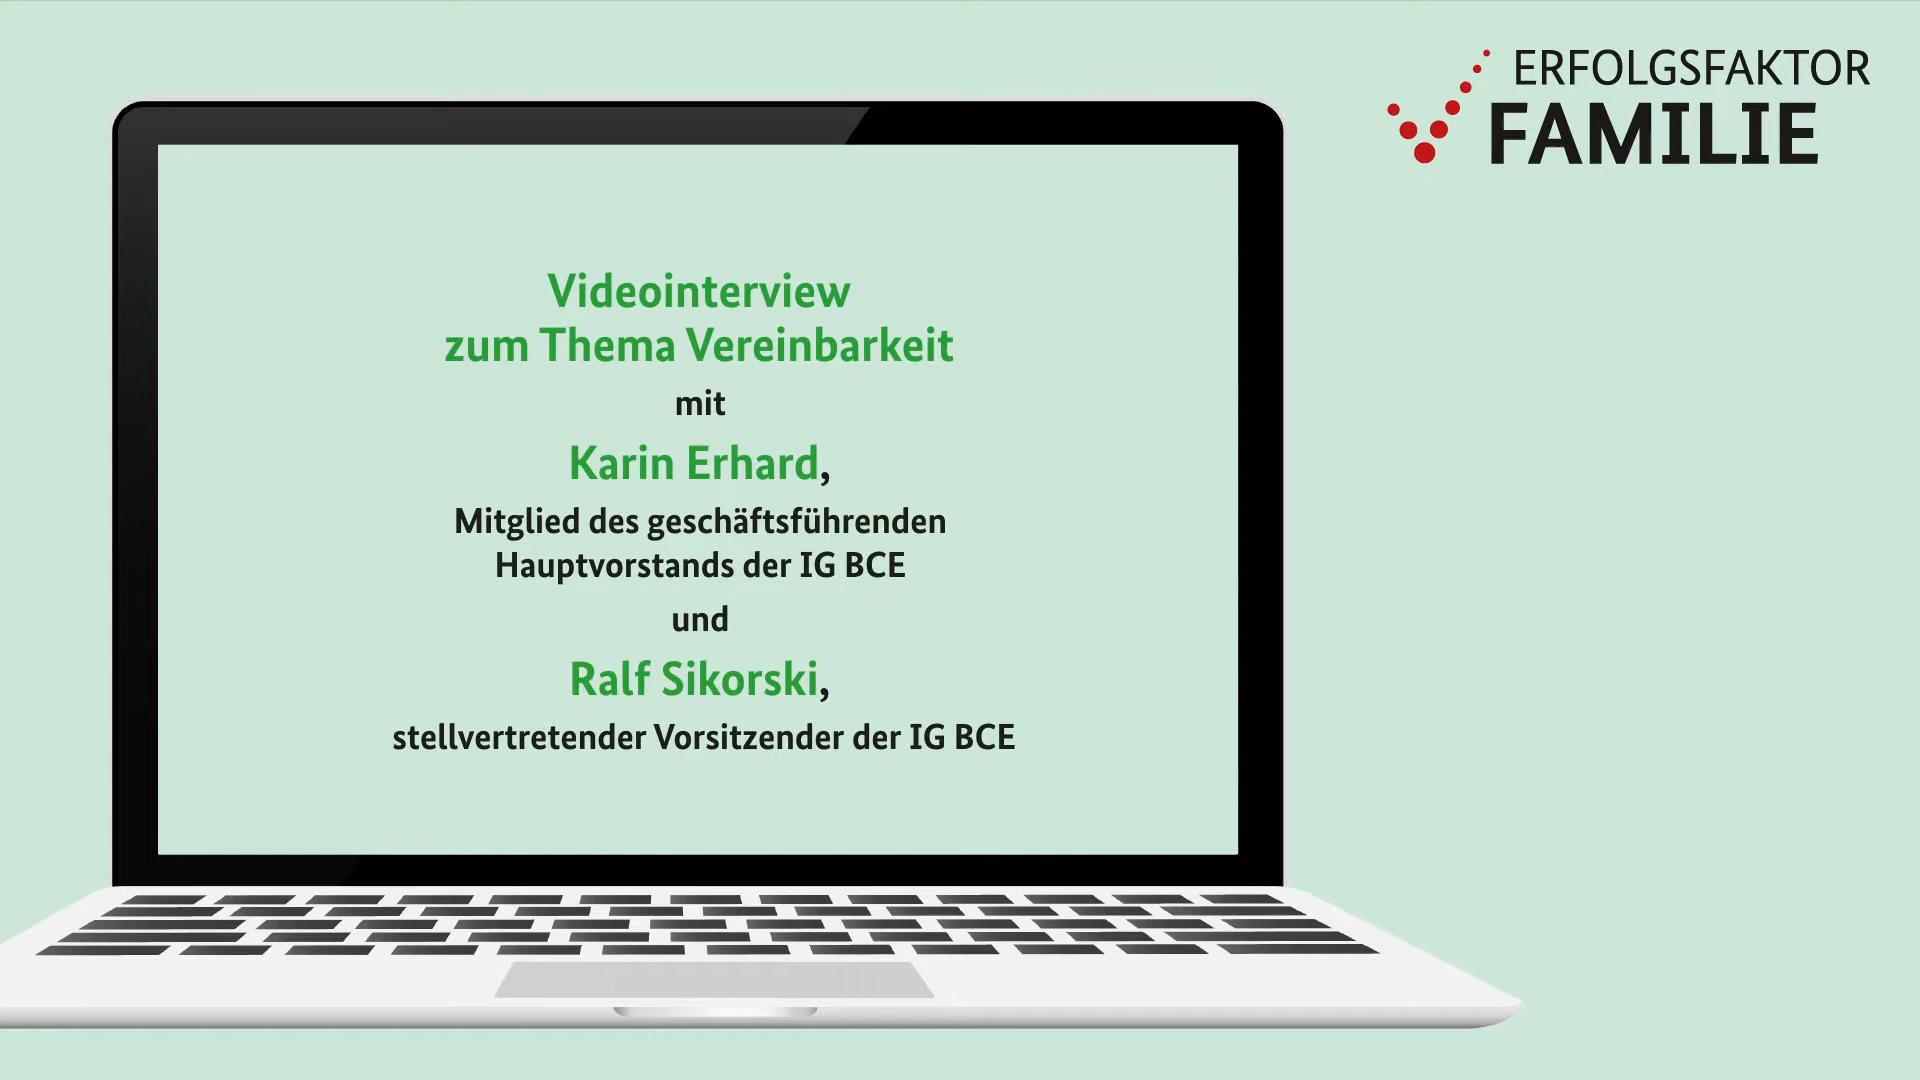 ERFOLGSFAKTOR
FAMILIE
Videointerview
zum Thema Vereinbarkeit
mit
Karin Erhard,
Mitglied des geschäftsführenden
Hauptvorstands der IG BCE
und
Ralf Sikorski,
stellvertretender Vorsitzender der IG BCE